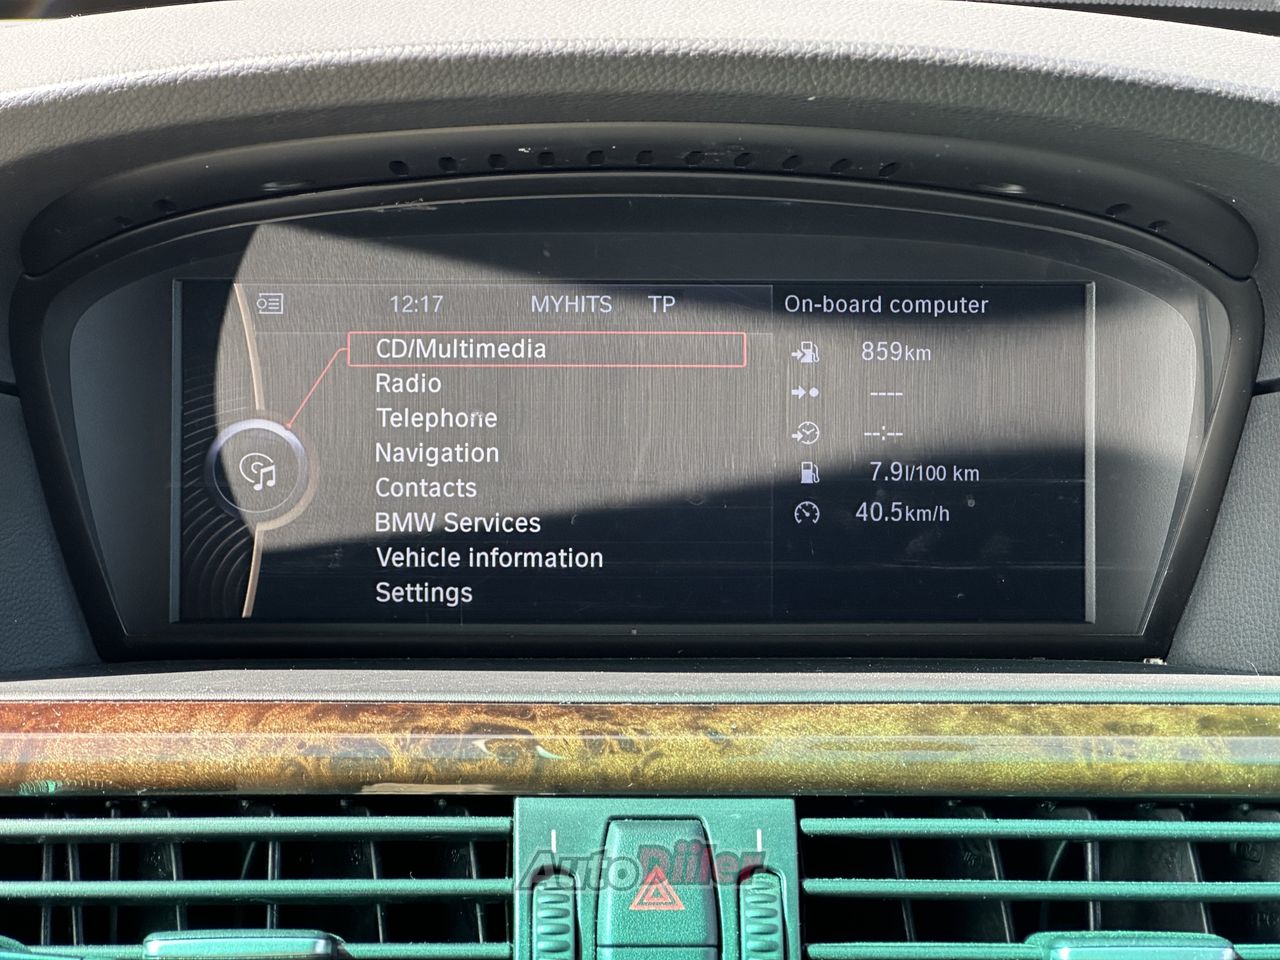 12:17 MYHITS TP On-board computer
CD/Multimedia
Radio
Telephone
Navigation
Contacts
BMW Services
Vehicle information
Settings
859km
----
--:--
7.9l/100 km
40.5km/h
AutoDiler